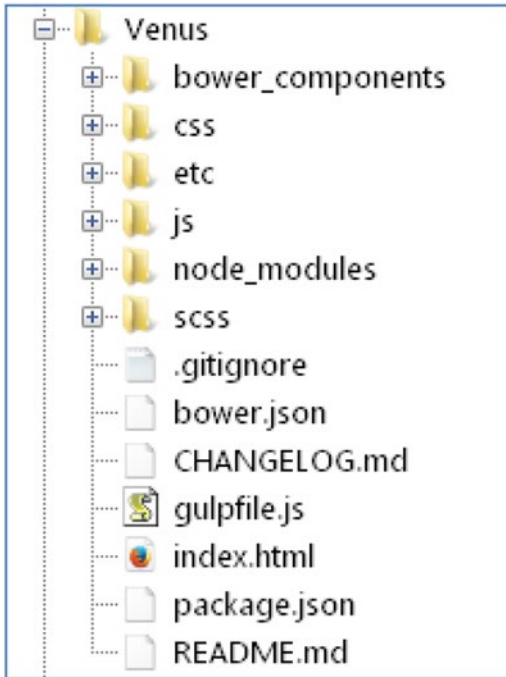 Venus
bower_components
css
etc
js
node_modules
scss
.gitignore
bower.json
CHANGELOG.md
gulpfile.js
index.html
package.json
README.md